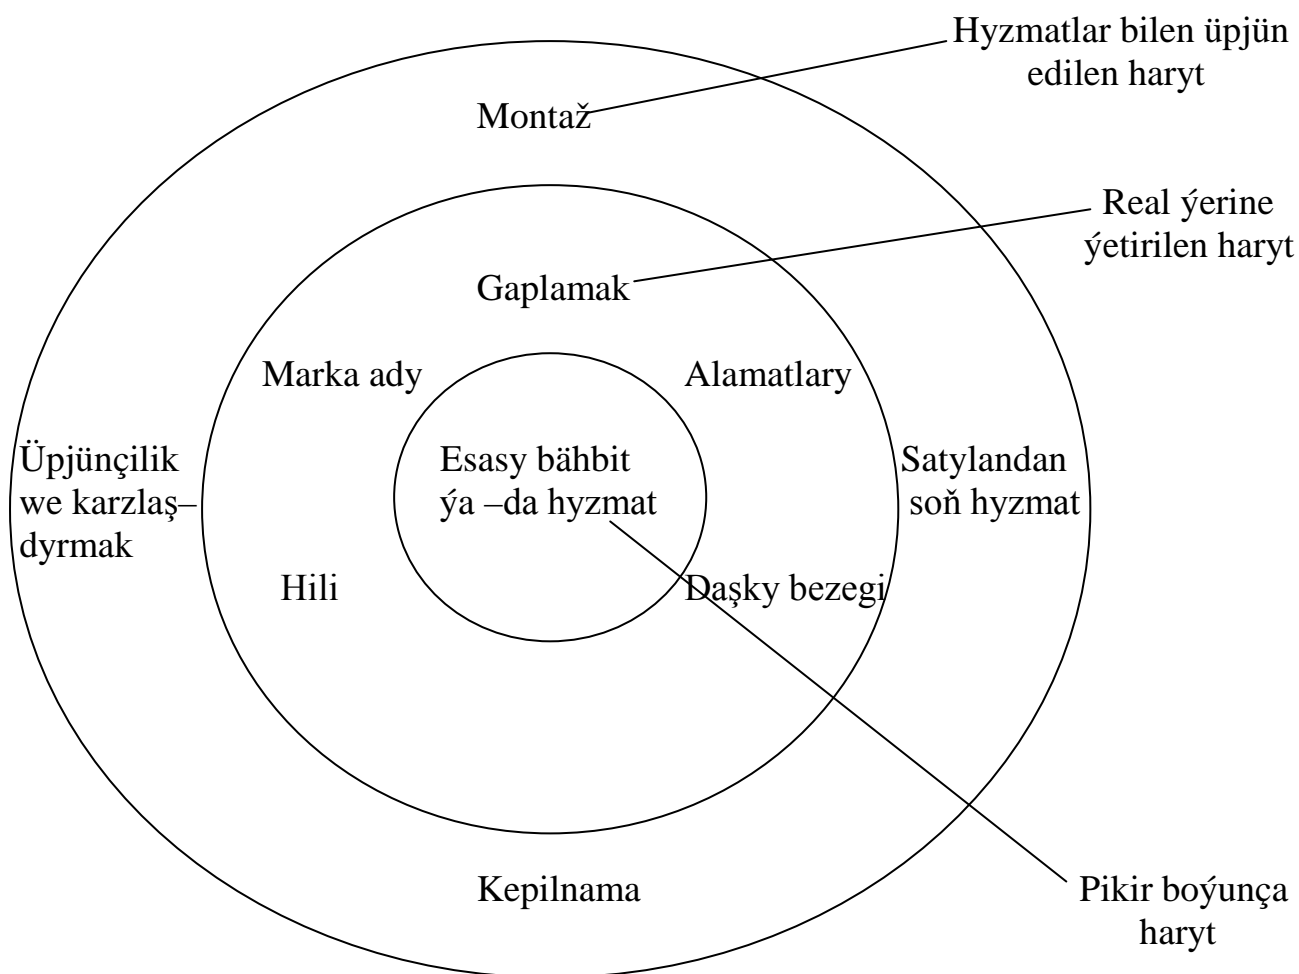 Hyzmatlar bilen üpjün
edilen haryt
Montaž
Real ýerine
ýetirilen haryt
Gaplamak
Marka ady
Alamatlary
Üpjünçilik
we karzlaş–
dyrmak
Esasy bähbit
ýa –da hyzmat
Satylandan
soň hyzmat
Hili
Daşky bezegi
Kepilnama
Pikir boýunça
haryt